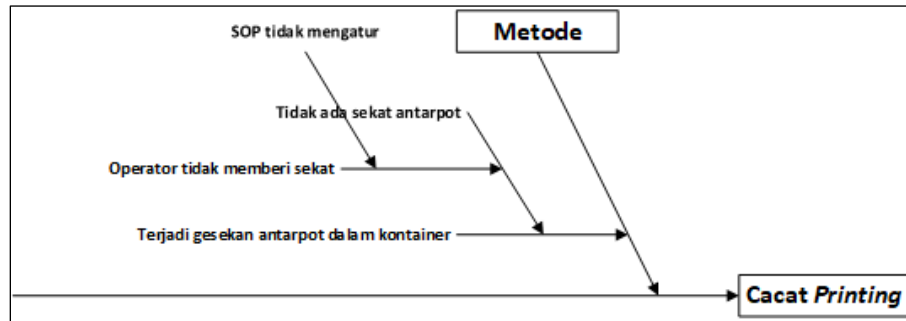 SOP tidak mengatur
Metode
Tidak ada sekat antarpot
Operator tidak memberi sekat
Terjadi gesekan antarpot dalam kontainer
Cacat Printing